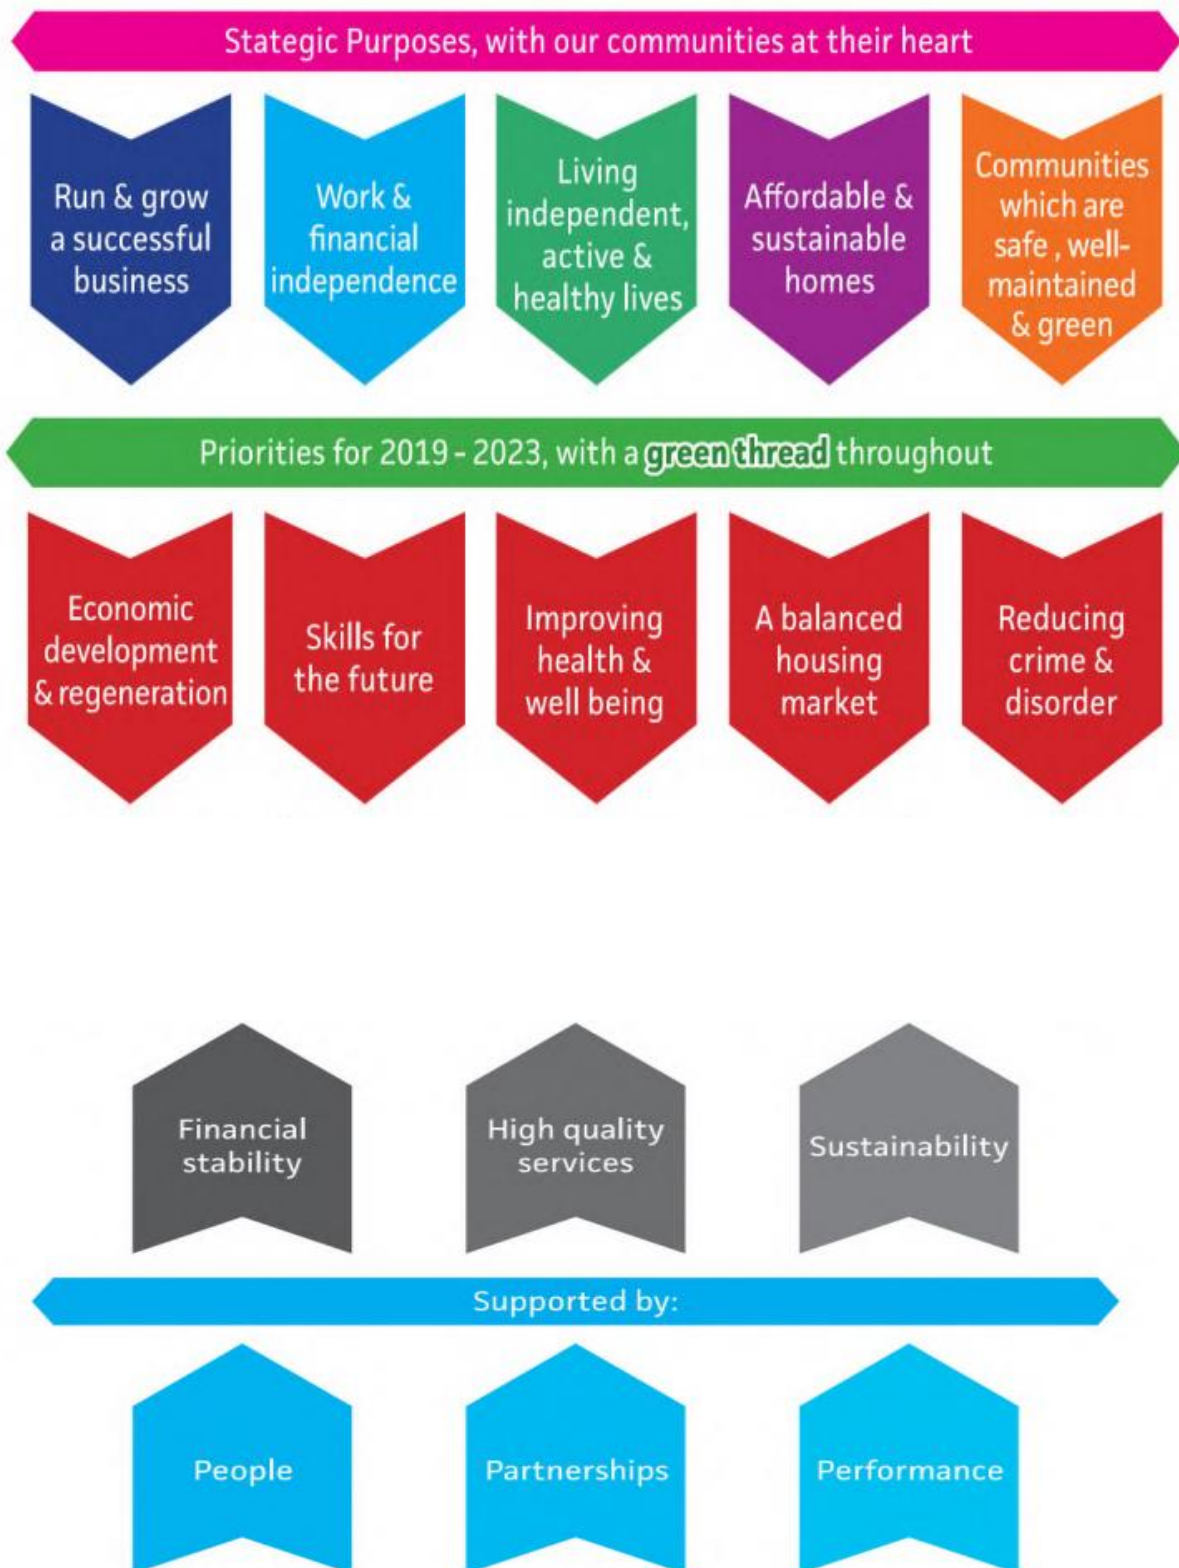 Stategic Purposes, with our communities at their heart
Run & grow
a successful
business
Work &
financial
independence
Living
independent,
active &
healthy lives
Affordable &
sustainable
homes
Communities
which are
safe , well-
maintained
& green
Priorities for 2019 - 2023, with a green thread throughout
Economic
development
& regeneration
Skills for
the future
Improving
health &
well being
A balanced
housing
market
Reducing
crime &
disorder
Financial
stability
High quality
services
Sustainability
Supported by:
People
Partnerships
Performance